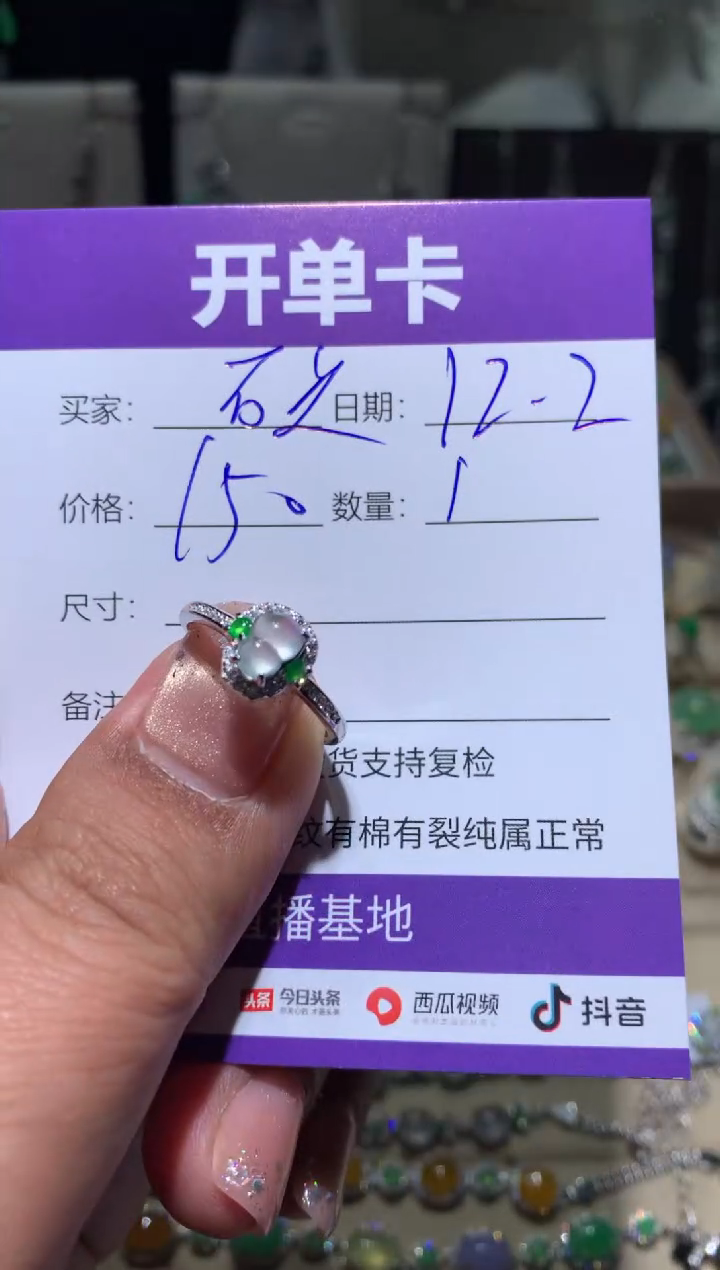 开单卡
买家： 日期：12-2
价格：150 数量：1
尺寸：
备注
货支持复检
纹有棉有裂纯属正常
播基地
头条 今日头条 西瓜视频 抖音